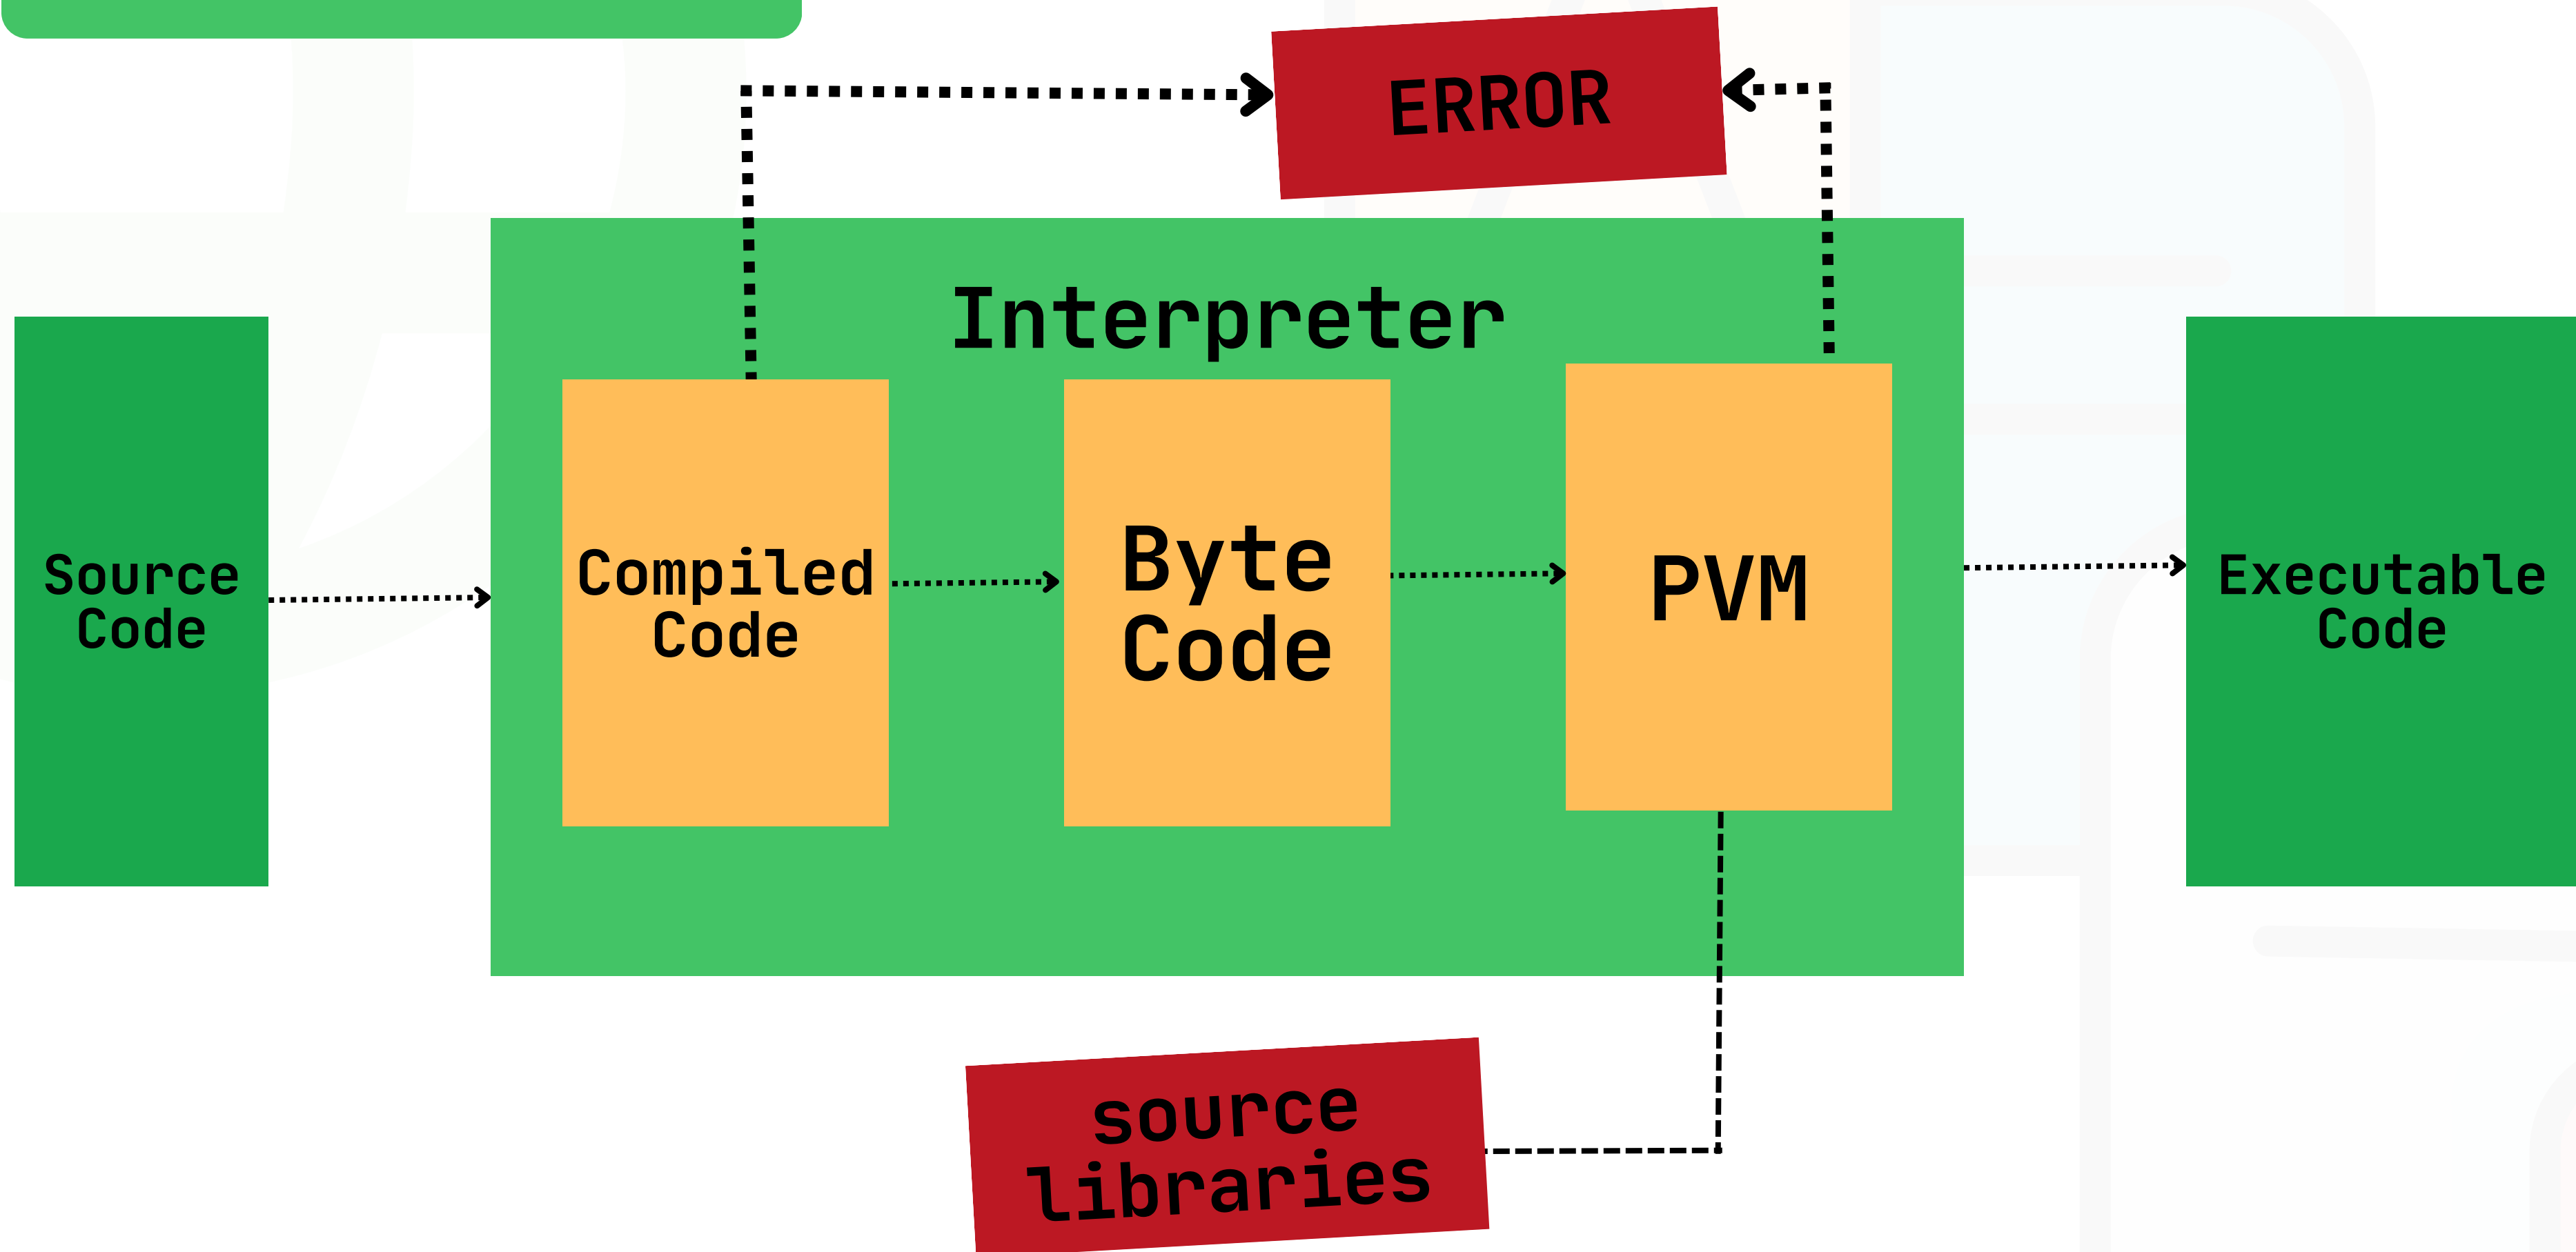 ERROR
Interpreter
Source
Code
Compiled
Code
Byte
Code
PVM
Executable
Code
source
libraries